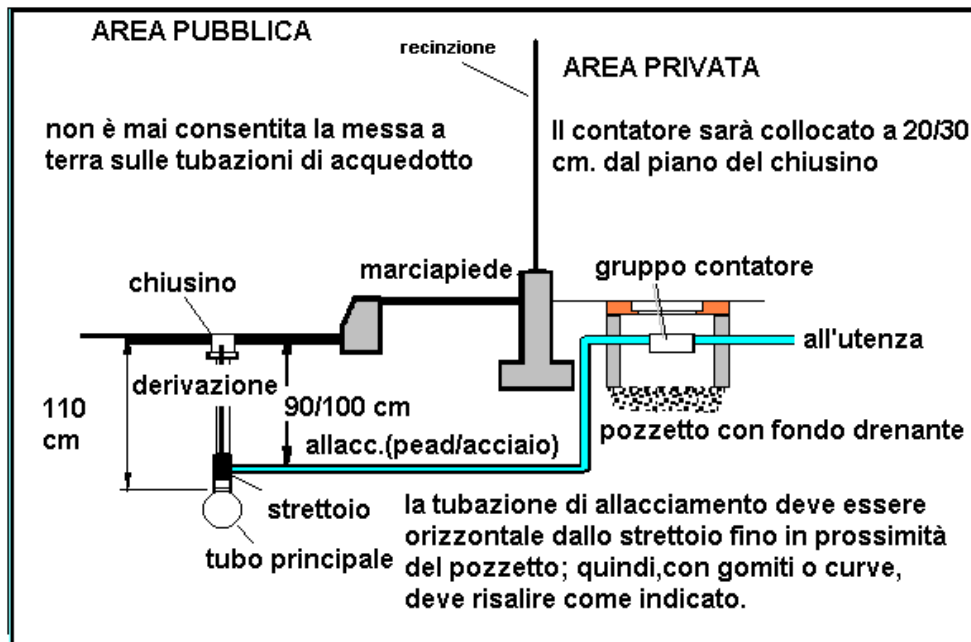 AREA PUBBLICA
recinzione
AREA PRIVATA
non è mai consentita la messa a
terra sulle tubazioni di acquedotto
Il contatore sarà collocato a 20/30
cm. dal piano del chiusino
chiusino
marciapiede
gruppo contatore
all'utenza
derivazione
110
cm
90/100 cm
allacc.(pead/acciaio)
pozzetto con fondo drenante
strettoio
tubo principale
la tubazione di allacciamento deve essere
orizzontale dallo strettoio fino in prossimità
del pozzetto; quindi,con gomiti o curve,
deve risalire come indicato.